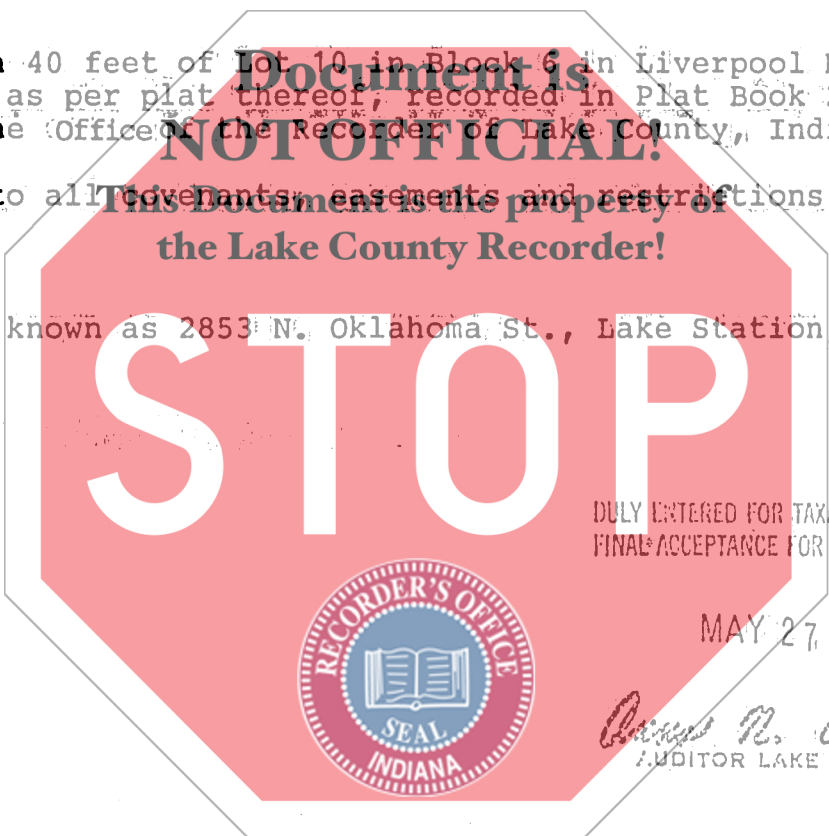 40 feet of Lot 10 in Block 6 in Liverpool
Document is
as per plat thereof, recorded in Plat Book
Office of the Recorder of Lake County, Indi
NOT OFFICIAL!
to all covenants, easements and restrictions
This Document is the property of
the Lake County Recorder!
known as 2853 N. Oklahoma St., Lake Station
STOP
DULY ENTERED FOR TAXA
FINAL ACCEPTANCE FOR
RECORDER'S OFFICE
MAY 27
SEAL
INDIANA
AUDITOR LAKE